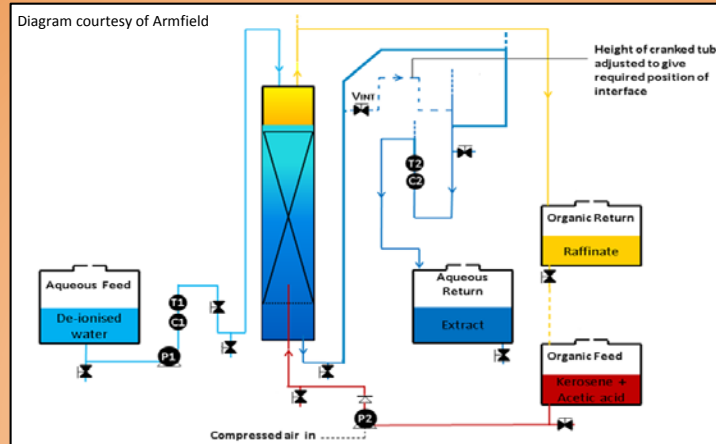 Diagram courtesy of Armfield
Height of cranked tub
adjusted to give
required position of
interface
VINT
T2
C2
Organic Return
Raffinate
Aqueous Feed
De-ionised
water
T1
C1
P1
Aqueous
Return
Extract
Organic Feed
Kerosene +
Acetic acid
P2
Compressed air in